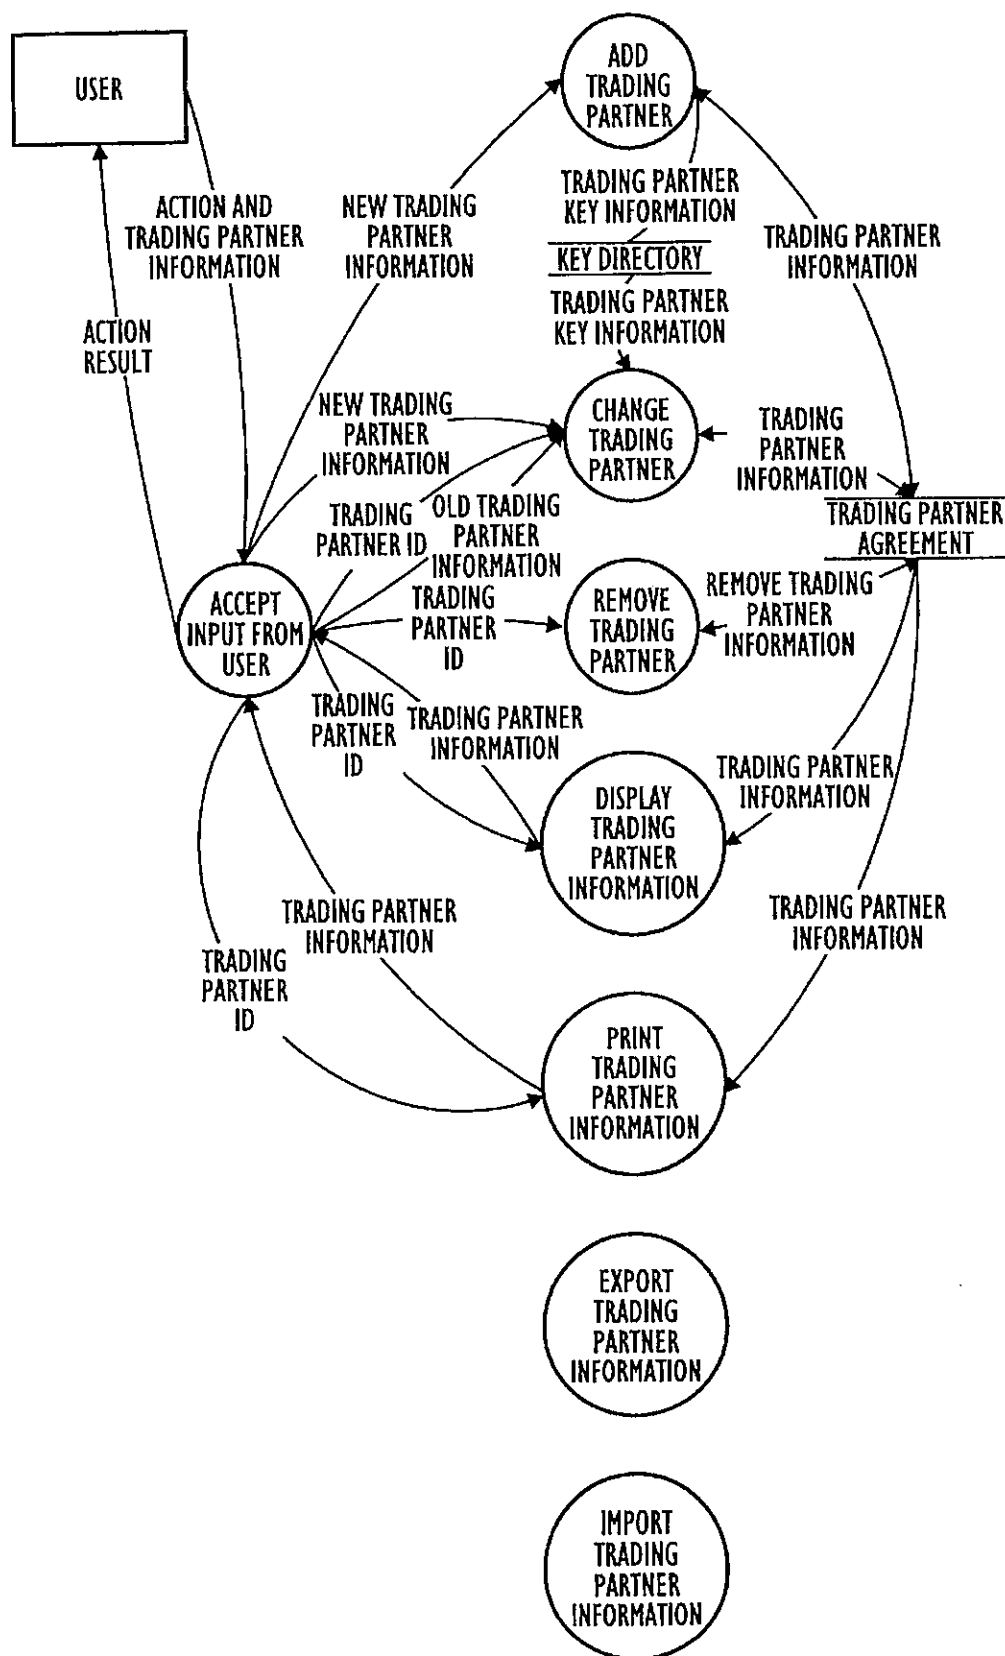 USER
ADD
TRADING
PARTNER
ACTION AND
TRADING PARTNER
INFORMATION
NEW TRADING
PARTNER
INFORMATION
TRADING PARTNER
KEY INFORMATION
KEY DIRECTORY
TRADING PARTNER
KEY INFORMATION
TRADING PARTNER
INFORMATION
ACTION
RESULT
NEW TRADING
PARTNER
INFORMATION
CHANGE
TRADING
PARTNER
TRADING
PARTNER
INFORMATION
TRADING
PARTNER ID
OLD TRADING
PARTNER
INFORMATION
TRADING PARTNER
AGREEMENT
ACCEPT
INPUT FROM
USER
TRADING
PARTNER
ID
REMOVE
TRADING
PARTNER
REMOVE TRADING
PARTNER
INFORMATION
TRADING
PARTNER
ID
TRADING PARTNER
INFORMATION
DISPLAY
TRADING
PARTNER
INFORMATION
TRADING PARTNER
INFORMATION
TRADING PARTNER
INFORMATION
TRADING PARTNER
INFORMATION
TRADING
PARTNER
ID
PRINT
TRADING
PARTNER
INFORMATION
EXPORT
TRADING
PARTNER
INFORMATION
IMPORT
TRADING
PARTNER
INFORMATION